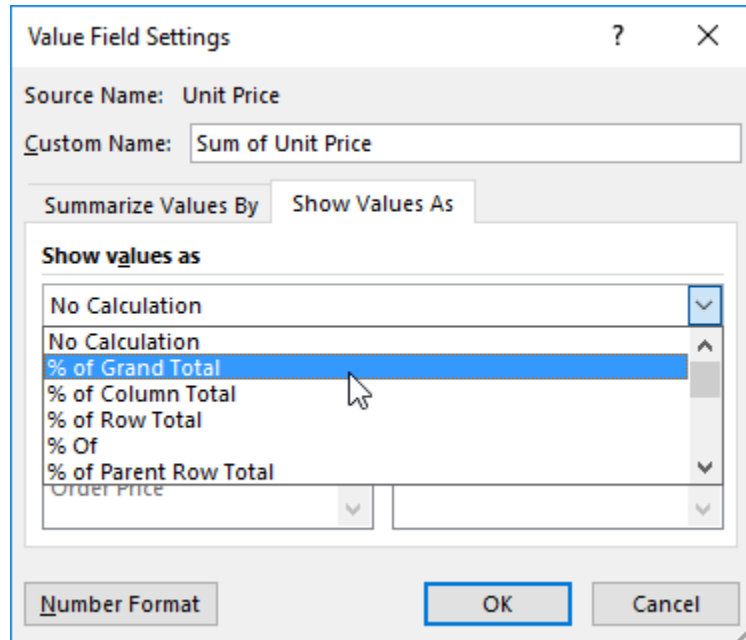 Value Field Settings ?
Source Name: Unit Price
Custom Name: Sum of Unit Price
Summarize Values By Show Values As
Show values as
No Calculation
No Calculation
% of Grand Total
% of Column Total
% of Row Total
% Of
% of Parent Row Total
Order Price
Number Format OK Cancel